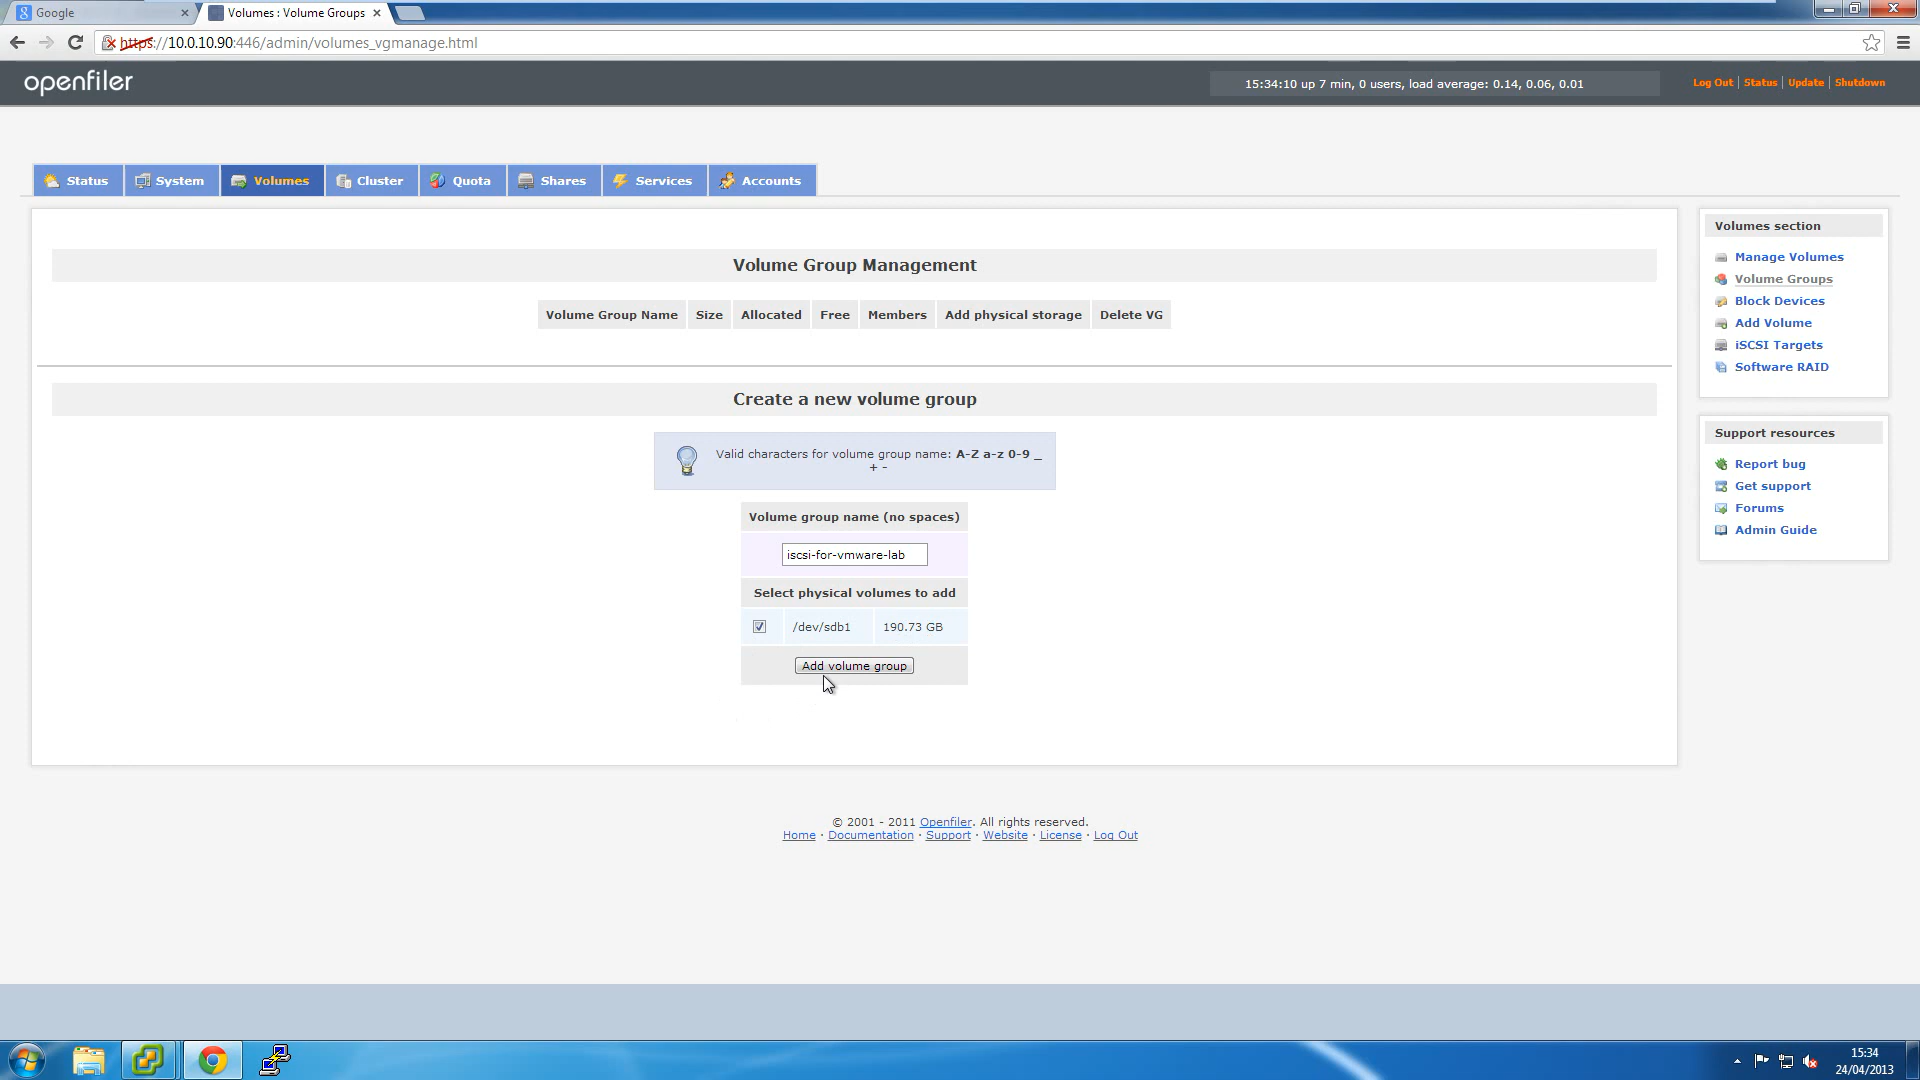 Google
Volumes : Volume Groups
https://10.0.10.90:446/admin/volumes_vgmanage.html
openfiler
15:34:10 up 7 min, 0 users, load average: 0.14, 0.06, 0.01
Log Out | Status | Update | Shutdown
Status System Volumes Cluster Quota Shares Services Accounts
Volume Group Management
Volume Group Name Size Allocated Free Members Add physical storage Delete VG
Create a new volume group
Valid characters for volume group name: A-Z a-z 0-9 _
+ -
Volume group name (no spaces)
iscsi-for-vmware-lab
Select physical volumes to add
/dev/sdb1 190.73 GB
Add volume group
Volumes section
Manage Volumes
Volume Groups
Block Devices
Add Volume
iSCSI Targets
Software RAID
Support resources
Report bug
Get support
Forums
Admin Guide
© 2001 - 2011 Openfiler. All rights reserved.
Home · Documentation · Support · Website · License · Log Out
15:34
24/04/2013